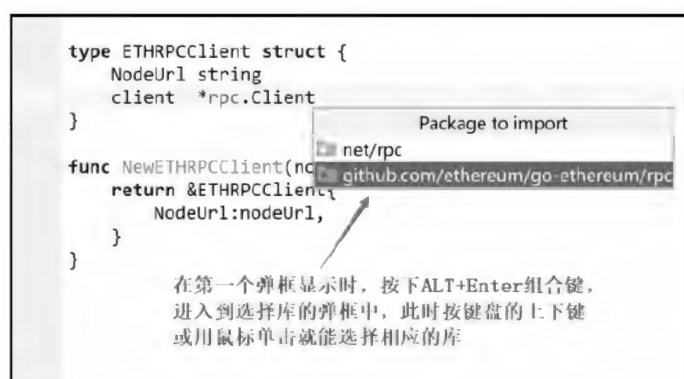 type ETHRPCClient struct {
NodeUrl string
client *rpc.Client
}
Package to import
net/rpc
github.com/ethereum/go-ethereum/rpc
func NewETHRPCClient(nc
return &ETHRPCClient{
NodeUrl:nodeUrl,
}
}
在第一个弹框显示时，按下ALT+Enter组合键，
进入到选择库的弹框中，此时按键盘的上下键
或用鼠标单击就能选择相应的库